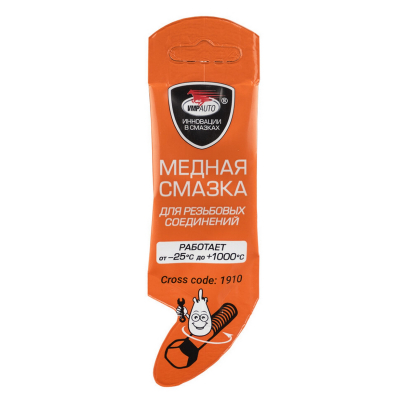 VMPAUTO
®
ИННОВАЦИИ
В СМАЗКАХ
МЕДНАЯ
СМАЗКА
ДЛЯ РЕЗЬБОВЫХ
СОЕДИНЕНИЙ
РАБОТАЕТ
от −25°С до +1000°С
Cross code: 1910